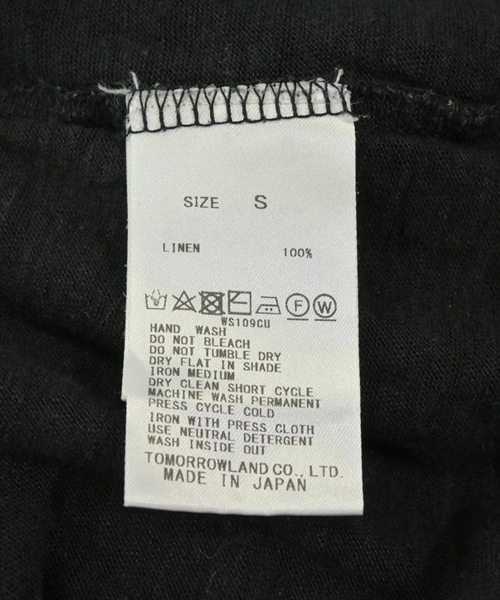 SIZE S
LINEN 100%
F W
WS109CU
HAND WASH
DO NOT BLEACH
DO NOT TUMBLE DRY
DRY FLAT IN SHADE
IRON MEDIUM
DRY CLEAN SHORT CYCLE
MACHINE WASH PERMANENT
PRESS CYCLE COLD
IRON WITH PRESS CLOTH
USE NEUTRAL DETERGENT
WASH INSIDE OUT
TOMORROWLAND CO., LTD.
MADE IN JAPAN